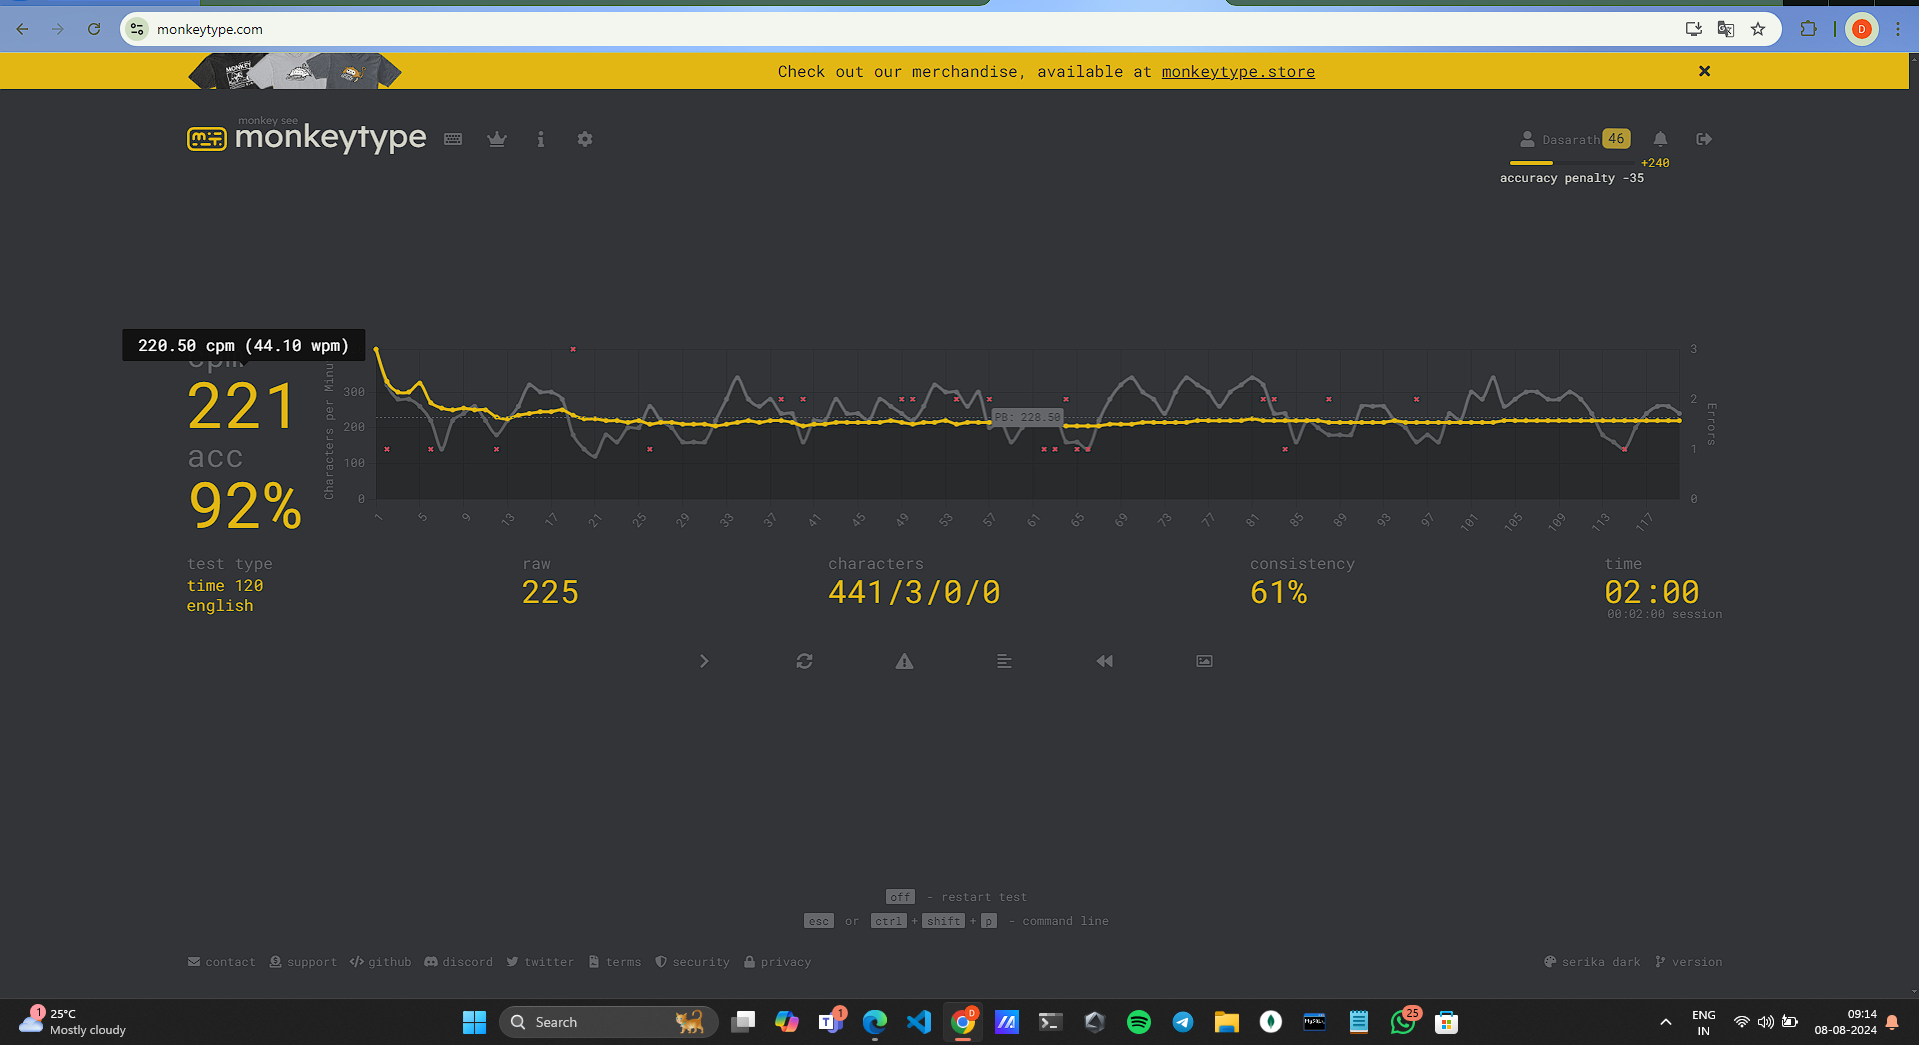 monkeytype.com
D
MONKEY
Check out our merchandise, available at monkeytype.store
monkey see
monkeytype
Dasarath 46
+240
accuracy penalty -35
220.50 cpm (44.10 wpm)
221
acc
92%
Characters per Minu
300
200
100
0
PB: 228.50
3
2
1
0
Errors
1 5 9 13 17 21 25 29 33 37 41 45 49 53 57 61 65 69 73 77 81 85 89 93 97 101 105 109 113 117
test type
time 120
english
raw
225
characters
441/3/0/0
consistency
61%
time
02:00
00:02:00 session
off - restart test
esc or ctrl + shift + p - command line
contact support github discord twitter terms security privacy
serika dark version
1
25°C
Mostly cloudy
Search
1
D
MySQL
25
ENG
IN
09:14
08-08-2024